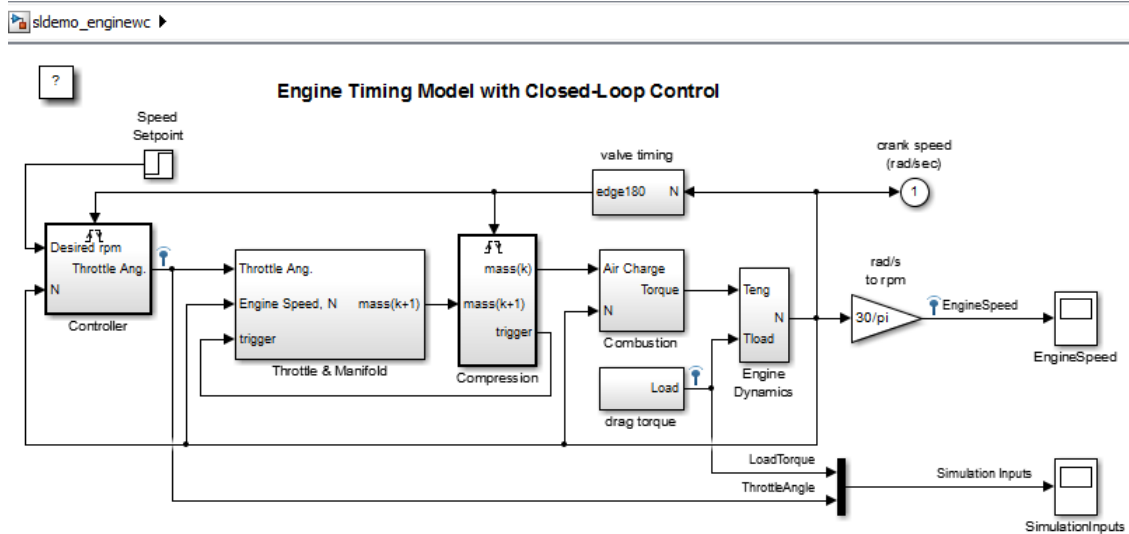 sldemo_enginewc
?
Engine Timing Model with Closed-Loop Control
Speed
Setpoint
valve timing
edge180 N
crank speed
(rad/sec)
1
Desired rpm
Throttle Ang.
N
Controller
Throttle Ang.
Engine Speed, N
mass(k+1)
trigger
Throttle & Manifold
mass(k)
mass(k+1)
trigger
Compression
Air Charge
Torque
N
Combustion
Load
drag torque
Teng
N
Tload
Engine
Dynamics
rad/s
to rpm
30/pi
EngineSpeed
EngineSpeed
LoadTorque
ThrottleAngle
Simulation Inputs
SimulationInputs